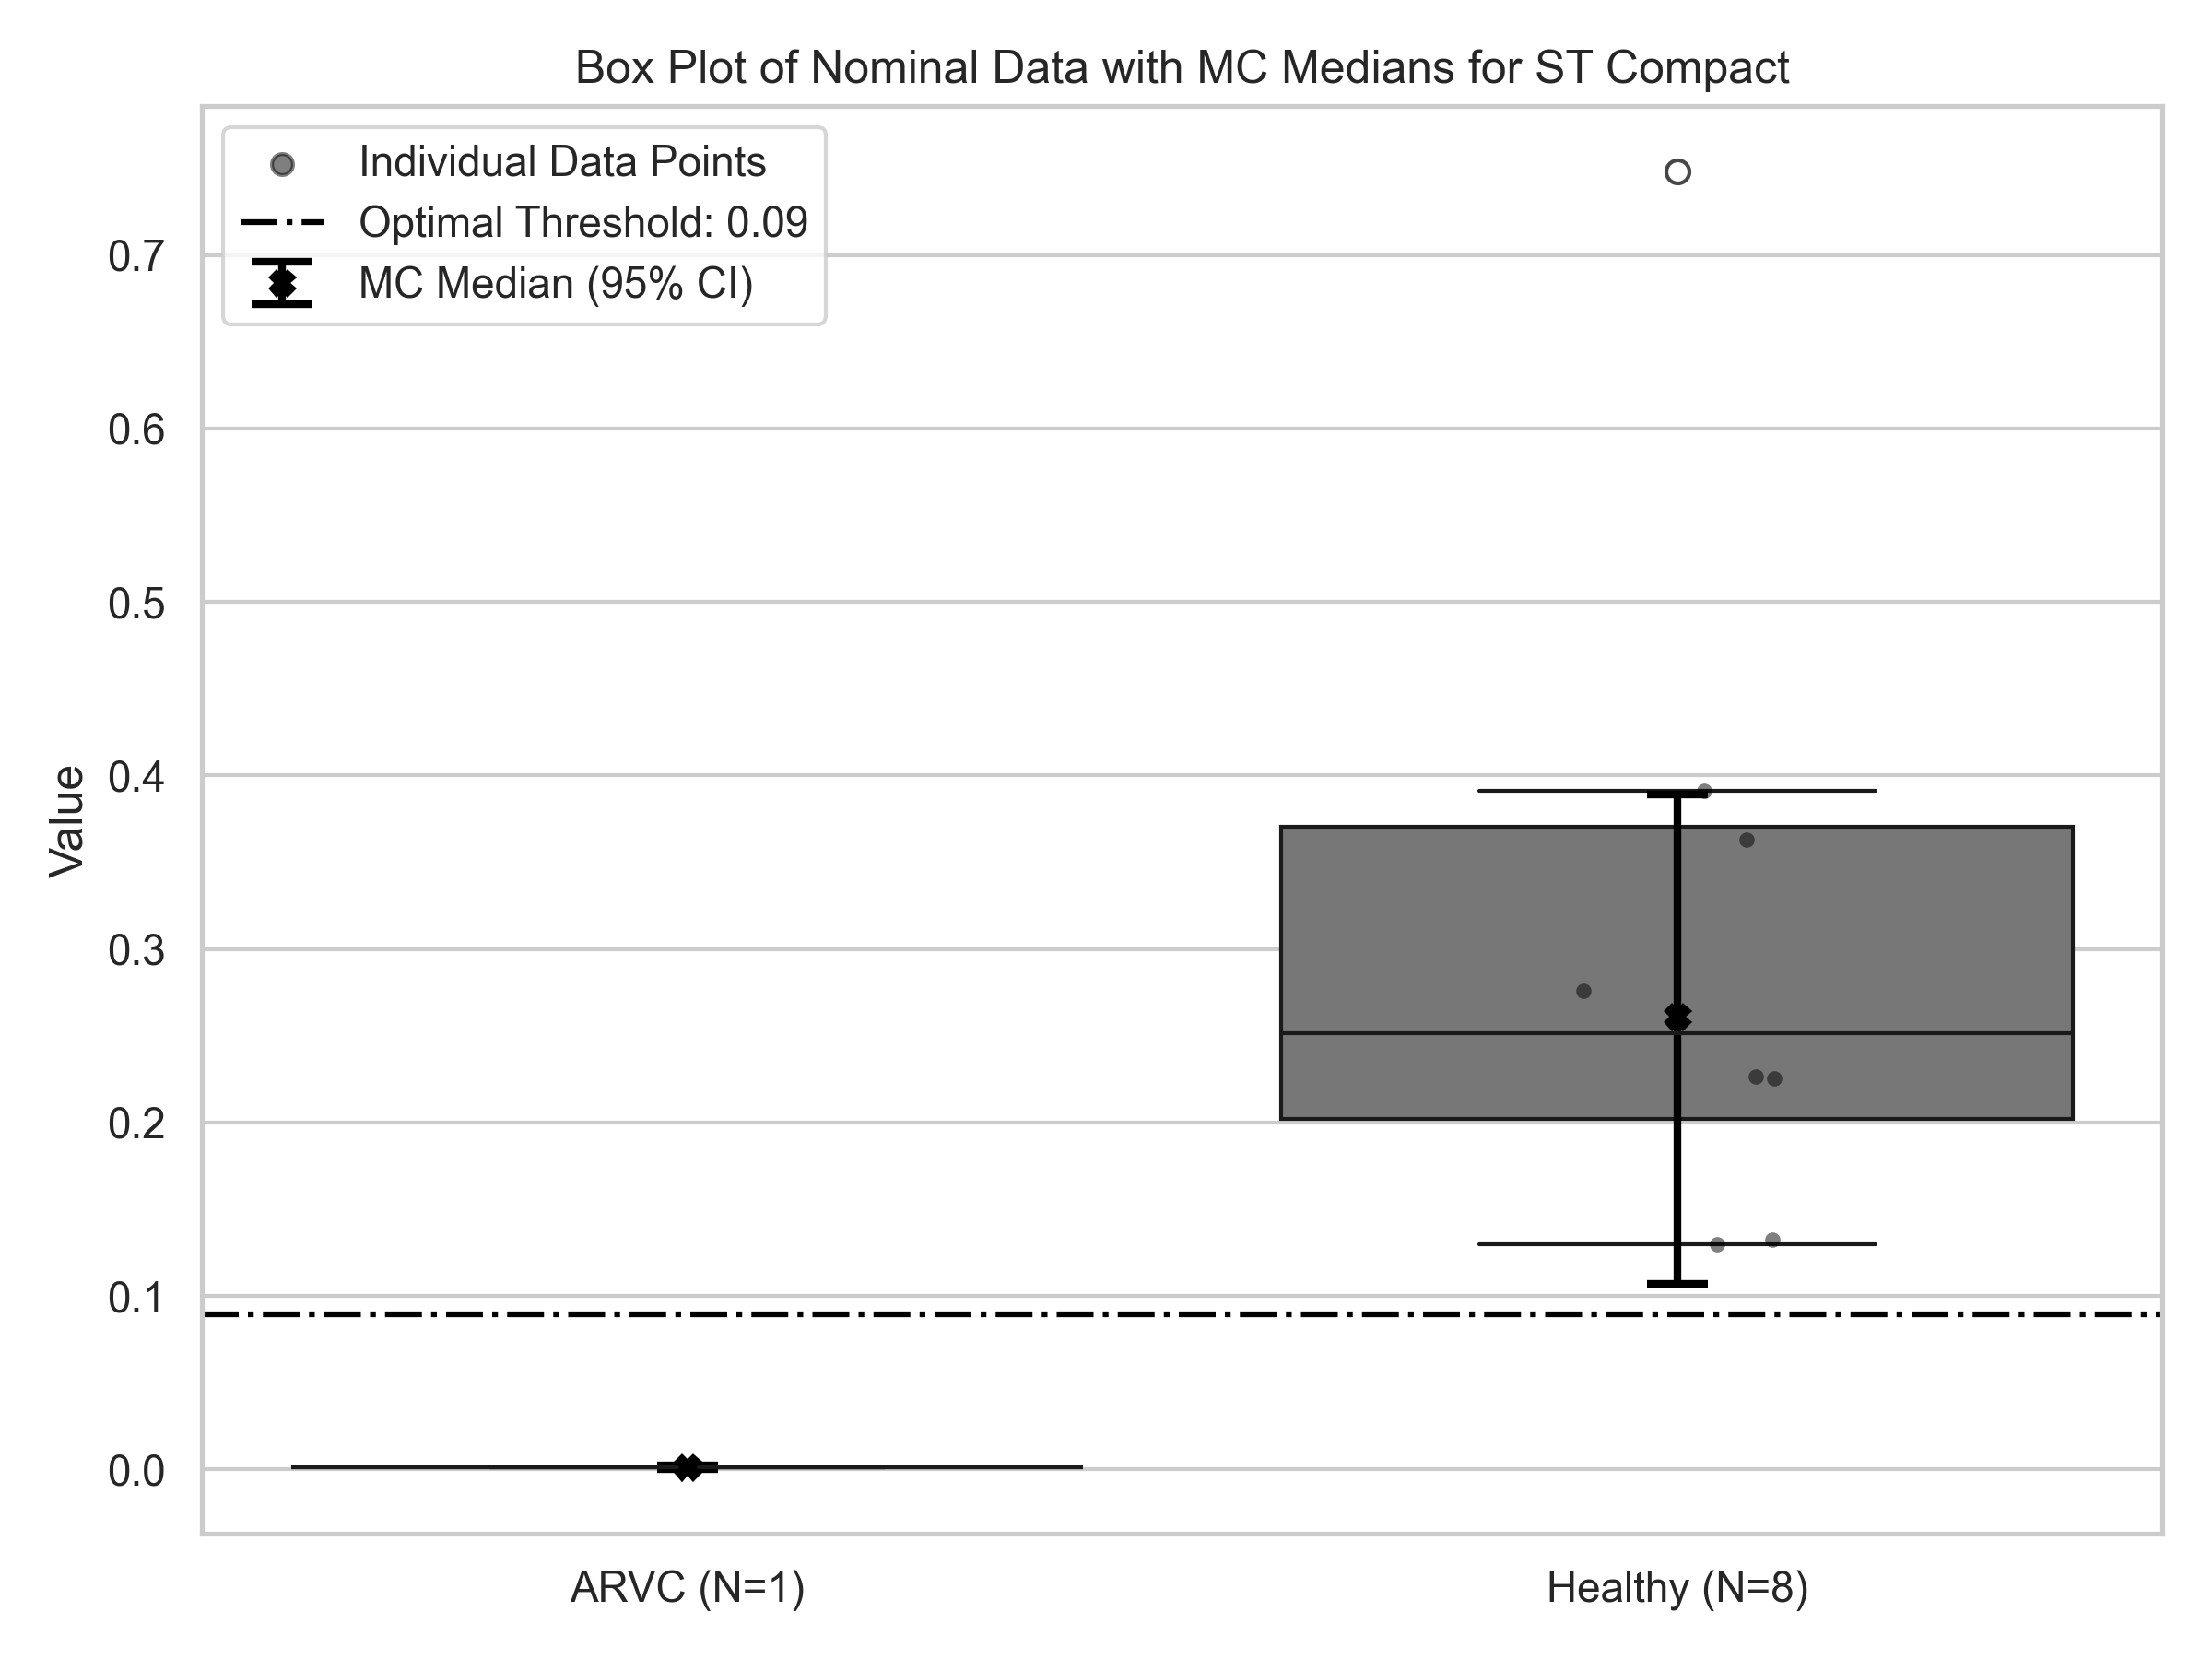 Box Plot of Nominal Data with MC Medians for ST Compact
Individual Data Points
Optimal Threshold: 0.09
MC Median (95% CI)
Value
0.7
0.6
0.5
0.4
0.3
0.2
0.1
0.0
ARVC (N=1)
Healthy (N=8)